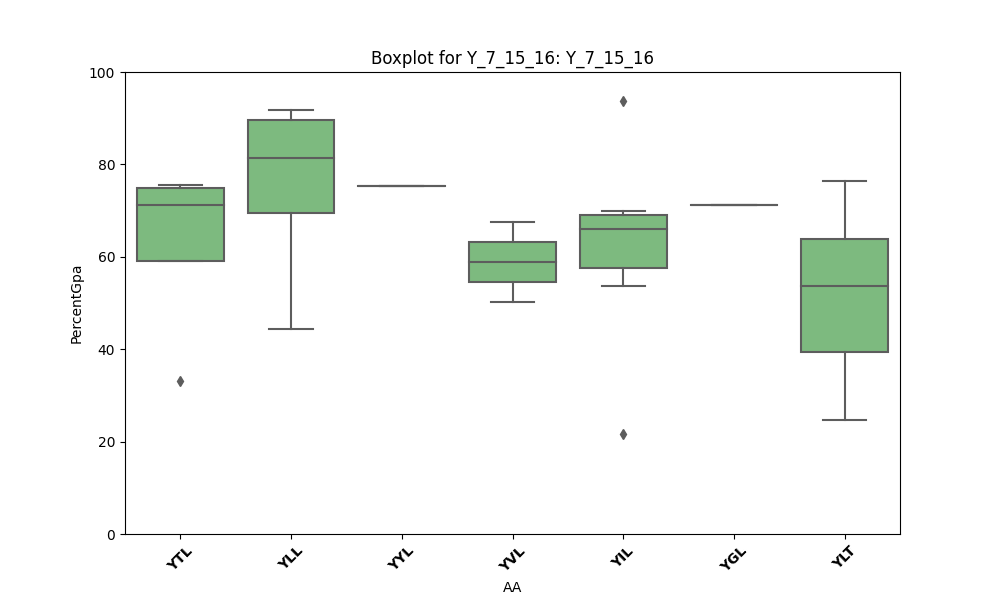 Boxplot for Y_7_15_16: Y_7_15_16
100
80
60
40
20
0
PercentGpa
YTL
YLL
YYL
YVL
YIL
YGL
YLT
AA